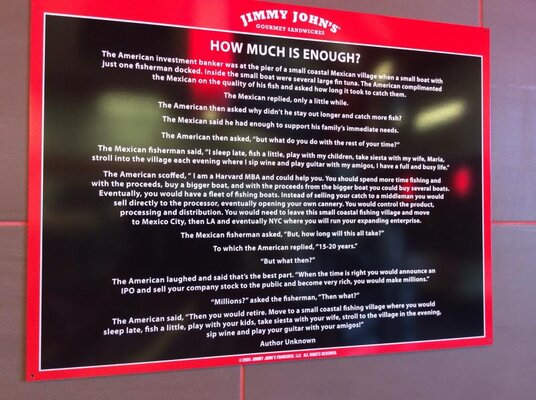 JIMMY JOHN'S
GOURMET SANDWICHES
HOW MUCH IS ENOUGH?
The American investment banker was at the pier of a small coastal Mexican village when a small boat with
just one fisherman docked. Inside the small boat were several large fin tuna. The American complimented
the Mexican on the quality of his fish and asked how long it took to catch them.
The Mexican replied, only a little while.
The American then asked why didn't he stay out longer and catch more fish?
The Mexican said he had enough to support his family's immediate needs.
The American then asked, "but what do you do with the rest of your time?"
The Mexican fisherman said, "I sleep late, fish a little, play with my children, take siesta with my wife, Maria,
stroll into the village each evening where I sip wine and play guitar with my amigos, I have a full and busy life."
The American scoffed, " I am a Harvard MBA and could help you. You should spend more time fishing and
with the proceeds, buy a bigger boat, and with the proceeds from the bigger boat you could buy several boats.
Eventually, you would have a fleet of fishing boats. Instead of selling your catch to a middleman you would
sell directly to the processor, eventually opening your own cannery. You would control the product,
processing and distribution. You would need to leave this small coastal fishing village and move
to Mexico City, then LA and eventually NYC where you will run your expanding enterprise.
The Mexican fisherman asked, "But, how long will this all take?"
To which the American replied, "15-20 years."
"But what then?"
The American laughed and said that's the best part. "When the time is right you would announce an
IPO and sell your company stock to the public and become very rich, you would make millions."
"Millions?" asked the fisherman, "Then what?"
The American said, "Then you would retire. Move to a small coastal fishing village where you would
sleep late, fish a little, play with your kids, take siesta with your wife, stroll to the village in the evening,
sip wine and play your guitar with your amigos!"
Author Unknown
©2005 JIMMY JOHN'S FRANCHISE, LLC ALL RIGHTS RESERVED.